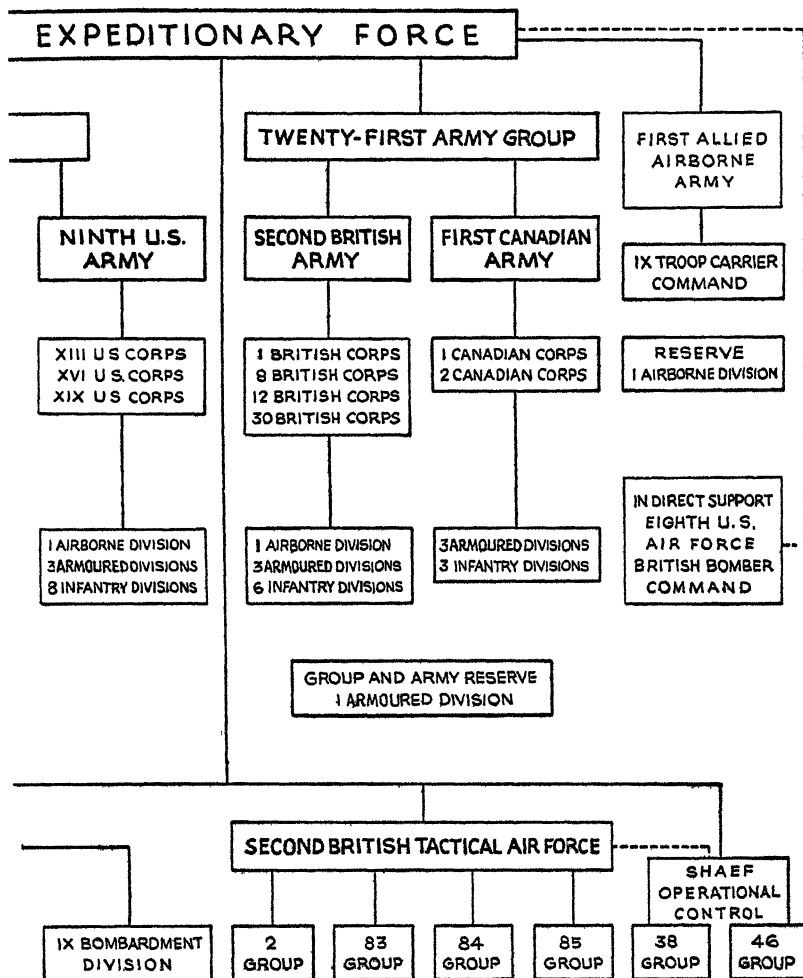 EXPEDITIONARY FORCE
TWENTY-FIRST ARMY GROUP
FIRST ALLIED
AIRBORNE
ARMY
NINTH U.S.
ARMY
SECOND BRITISH
ARMY
FIRST CANADIAN
ARMY
IX TROOP CARRIER
COMMAND
XIII US CORPS
XVI U.S. CORPS
XIX US CORPS
1 BRITISH CORPS
8 BRITISH CORPS
12 BRITISH CORPS
30 BRITISH CORPS
1 CANADIAN CORPS
2 CANADIAN CORPS
RESERVE
1 AIRBORNE DIVISION
1 AIRBORNE DIVISION
3 ARMOURED DIVISIONS
8 INFANTRY DIVISIONS
1 AIRBORNE DIVISION
3 ARMOURED DIVISIONS
6 INFANTRY DIVISIONS
3 ARMOURED DIVISIONS
3 INFANTRY DIVISIONS
IN DIRECT SUPPORT
EIGHTH U.S.
AIR FORCE
BRITISH BOMBER
COMMAND
GROUP AND ARMY RESERVE
1 ARMOURED DIVISION
SECOND BRITISH TACTICAL AIR FORCE
SHAEF
OPERATIONAL
CONTROL
IX BOMBARDMENT
DIVISION
2
GROUP
83
GROUP
84
GROUP
85
GROUP
38
GROUP
46
GROUP